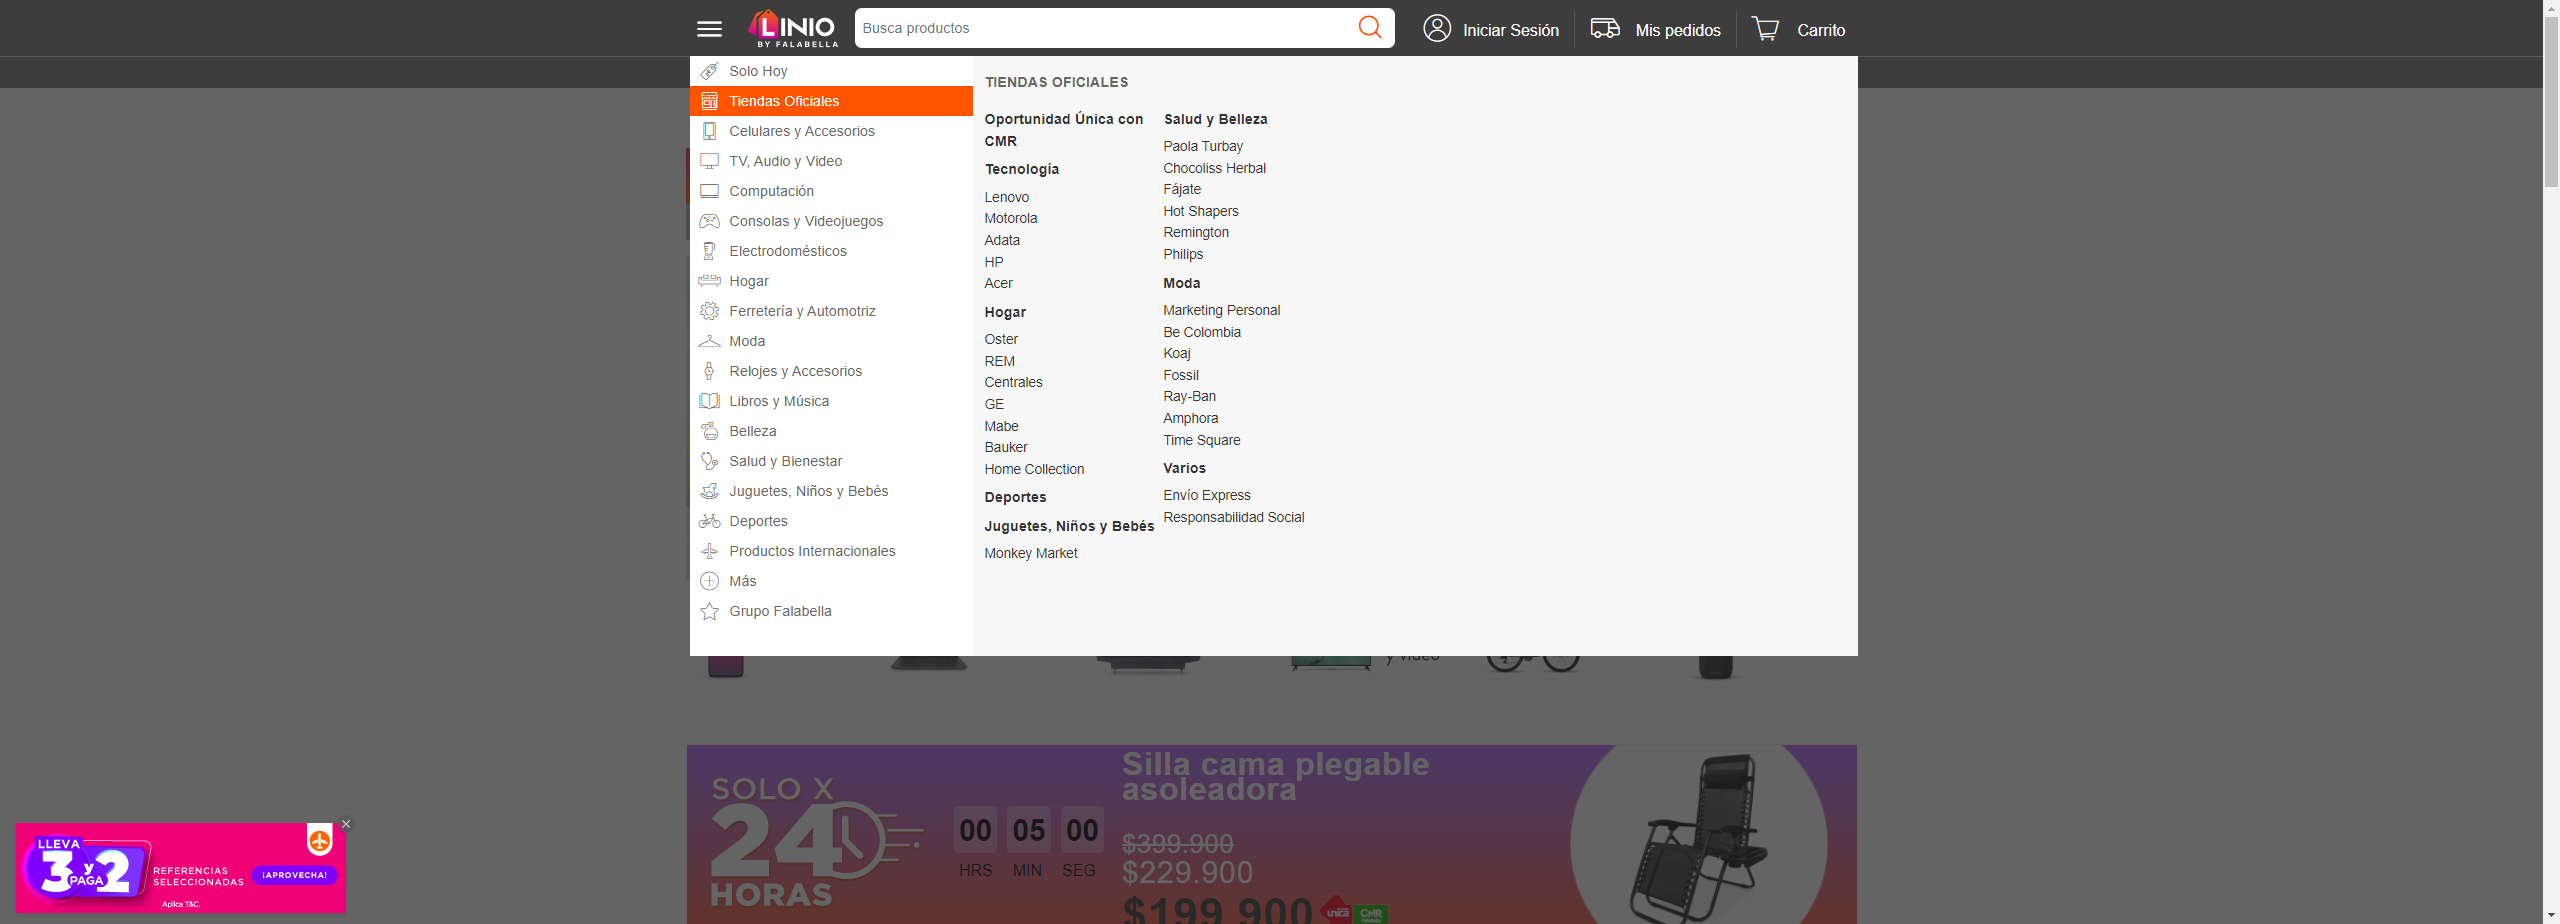 LINIO
BY FALABELLA
Busca productos
Iniciar Sesión
Mis pedidos
Carrito
Solo Hoy
Tiendas Oficiales
Celulares y Accesorios
TV, Audio y Video
Computación
Consolas y Videojuegos
Electrodomésticos
Hogar
Ferretería y Automotriz
Moda
Relojes y Accesorios
Libros y Música
Belleza
Salud y Bienestar
Juguetes, Niños y Bebés
Deportes
Productos Internacionales
Más
Grupo Falabella
TIENDAS OFICIALES
Oportunidad Única con
CMR
Tecnología
Lenovo
Motorola
Adata
HP
Acer
Hogar
Oster
REM
Centrales
GE
Mabe
Bauker
Home Collection
Deportes
Juguetes, Niños y Bebés
Monkey Market
Salud y Belleza
Paola Turbay
Chocoliss Herbal
Fájate
Hot Shapers
Remington
Philips
Moda
Marketing Personal
Be Colombia
Koaj
Fossil
Ray-Ban
Amphora
Time Square
Varios
Envío Express
Responsabilidad Social
y video
SOLO X
24
HORAS
00 05 00
HRS MIN SEG
Silla cama plegable
asoleadora
$399.900
$229.900
$199.900
única
CMR
LLEVA
3 y
PAGA 2
REFERENCIAS
SELECCIONADAS
¡APROVECHA!
Aplica T&C.